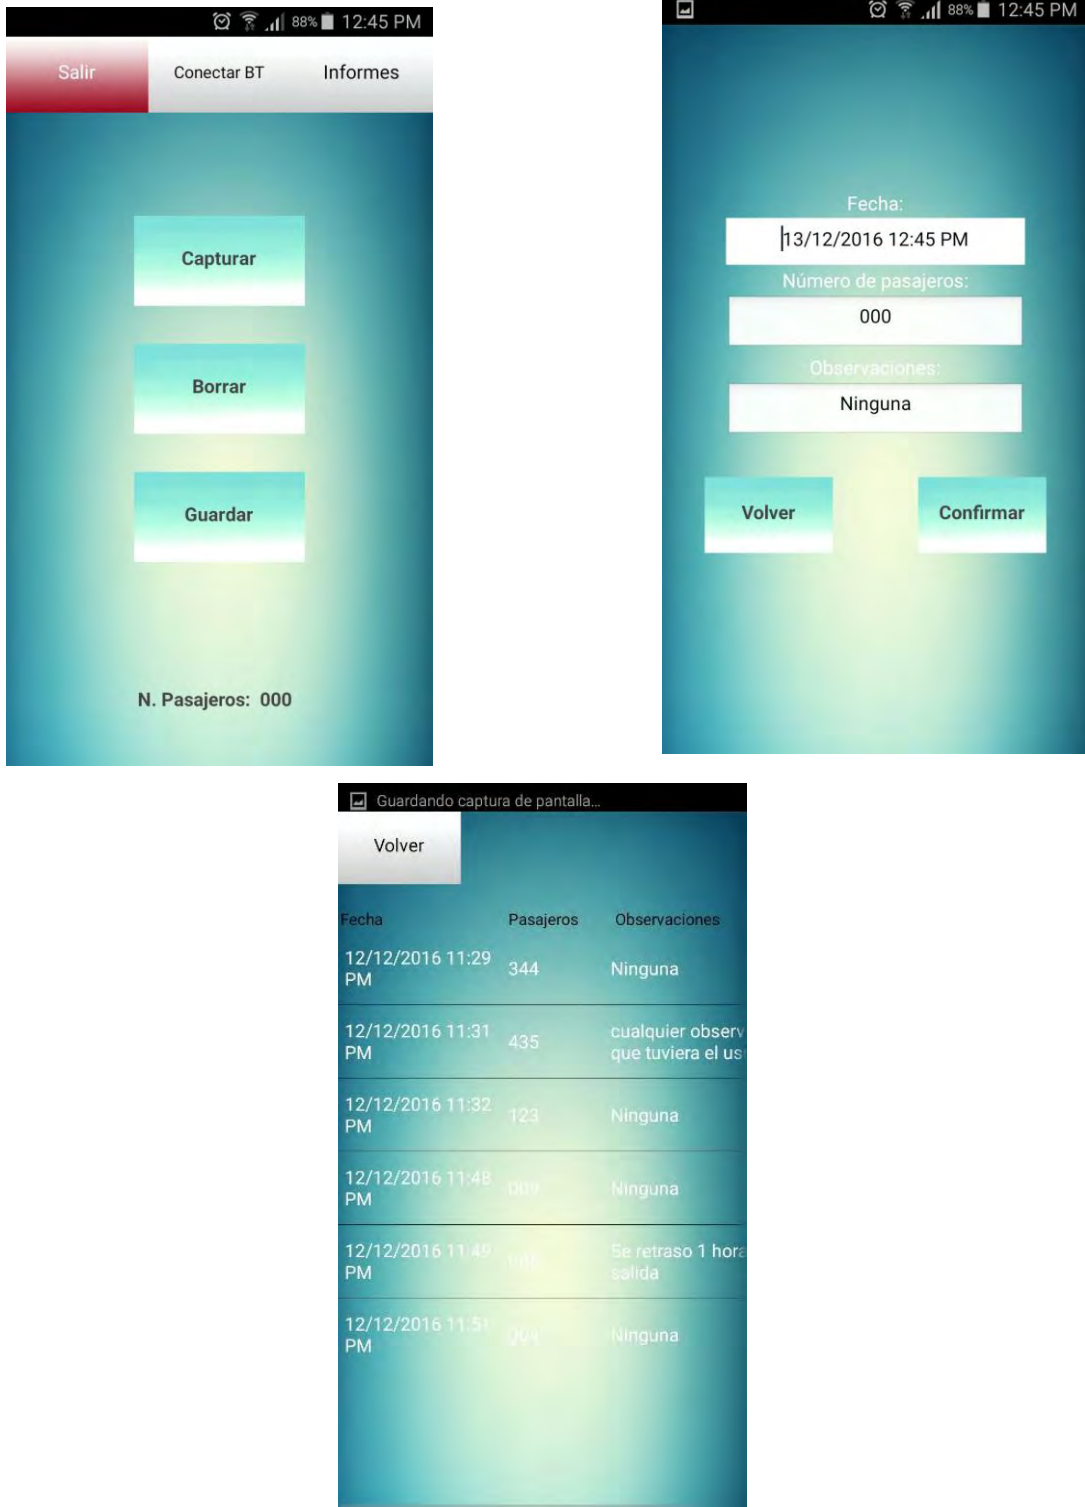 88% 12:45 PM
Salir Conectar BT Informes
Capturar
Borrar
Guardar
N. Pasajeros: 000
88% 12:45 PM
Fecha:
13/12/2016 12:45 PM
Número de pasajeros:
000
Observaciones:
Ninguna
Volver Confirmar
Guardando captura de pantalla...
Volver
Fecha Pasajeros Observaciones
12/12/2016 11:29
PM
344 Ninguna
12/12/2016 11:31
PM
435 cualquier observ
que tuviera el us
12/12/2016 11:32
PM
123 Ninguna
12/12/2016 11:48
PM
009 Ninguna
12/12/2016 11:49
PM
Se retraso 1 hora
salida
12/12/2016 11:51
PM
004 Ninguna